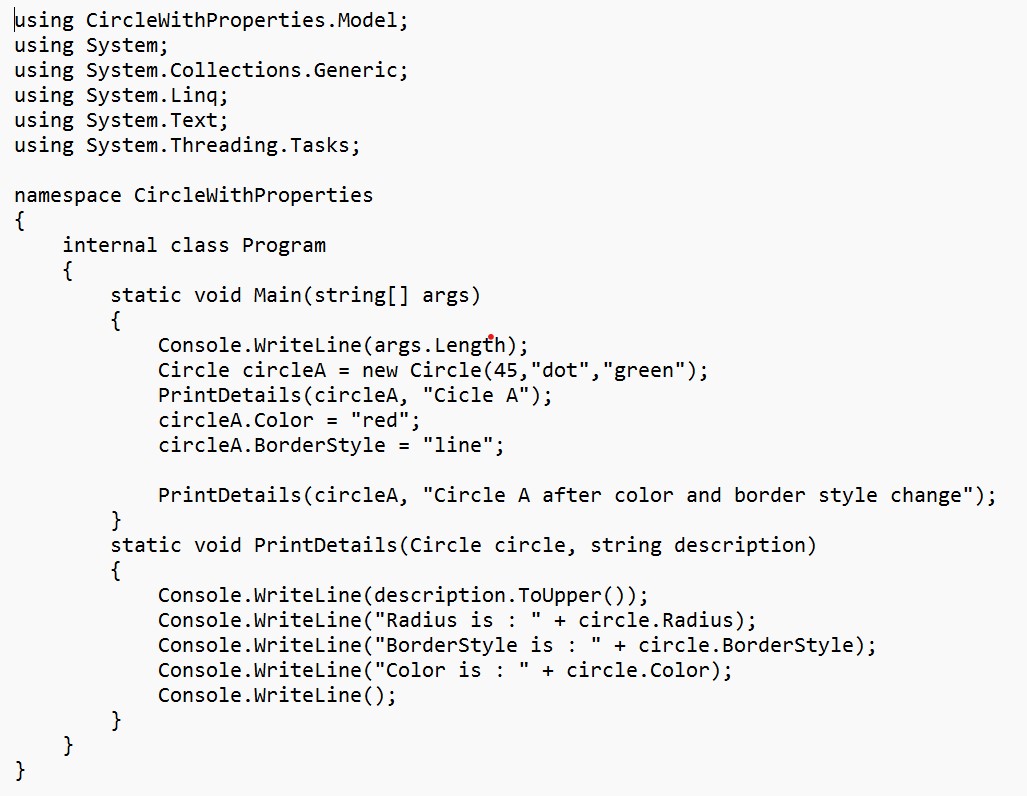 using CircleWithProperties.Model;
using System;
using System.Collections.Generic;
using System.Linq;
using System.Text;
using System.Threading.Tasks;

namespace CircleWithProperties
{
    internal class Program
    {
        static void Main(string[] args)
        {
            Console.WriteLine(args.Length);
            Circle circleA = new Circle(45,"dot","green");
            PrintDetails(circleA, "Cicle A");
            circleA.Color = "red";
            circleA.BorderStyle = "line";

            PrintDetails(circleA, "Circle A after color and border style change");
        }
        static void PrintDetails(Circle circle, string description)
        {
            Console.WriteLine(description.ToUpper());
            Console.WriteLine("Radius is : " + circle.Radius);
            Console.WriteLine("BorderStyle is : " + circle.BorderStyle);
            Console.WriteLine("Color is : " + circle.Color);
            Console.WriteLine();
        }
    }
}